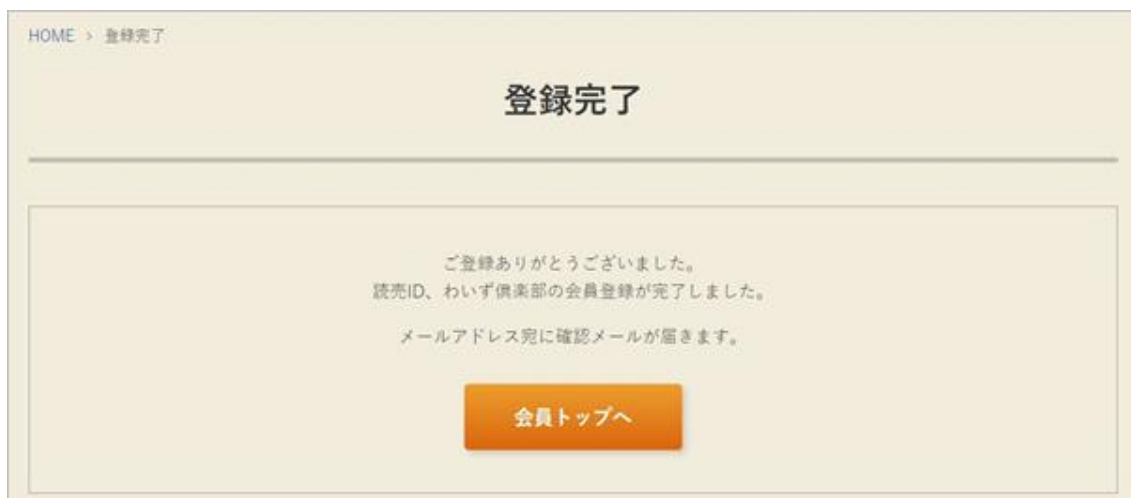 HOME > 登録完了
登録完了
ご登録ありがとうございました。
読売ID、わいず倶楽部の会員登録が完了しました。
メールアドレス宛に確認メールが届きます。
会員トップへ